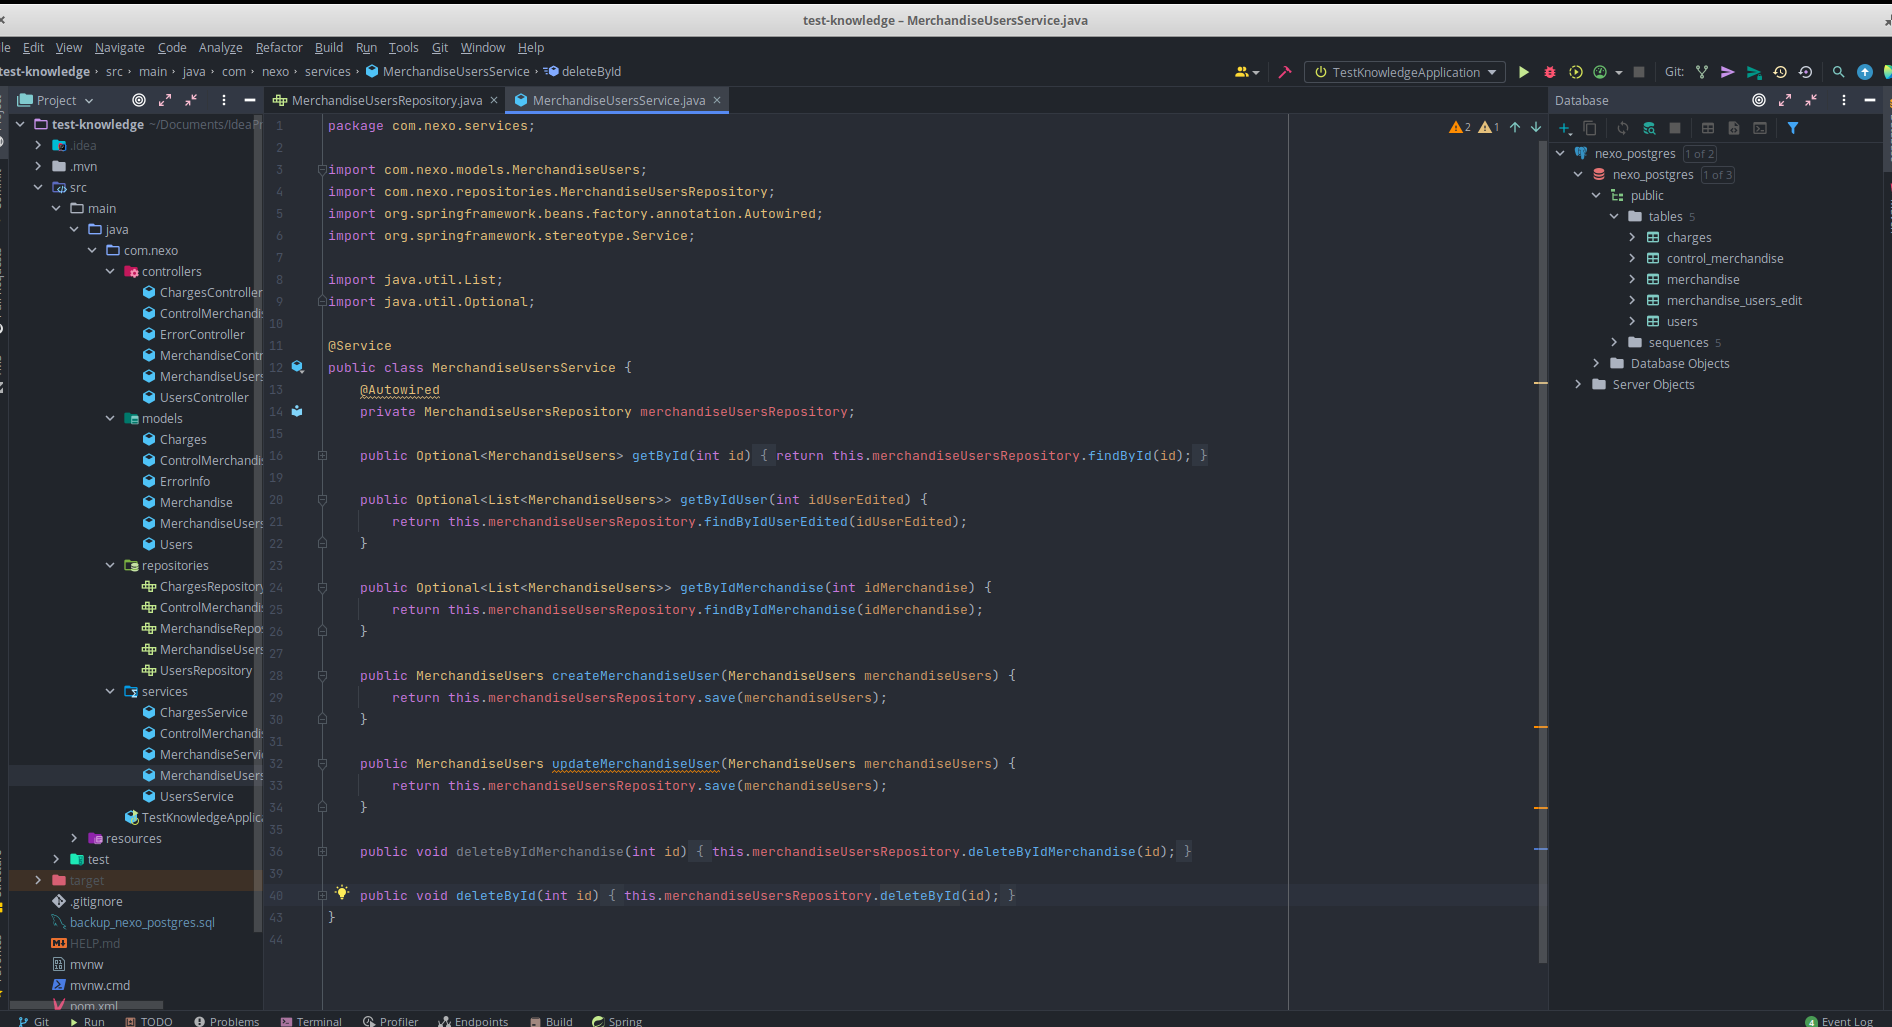 test-knowledge – MerchandiseUsersService.java
Edit View Navigate Code Analyze Refactor Build Run Tools Git Window Help
test-knowledge › src › main › java › com › nexo › services › MerchandiseUsersService › deleteById
TestKnowledgeApplication
Git:
Project
MerchandiseUsersRepository.java
MerchandiseUsersService.java
Database
test-knowledge ~/Documents/IdeaPr
.idea
.mvn
src
main
java
com.nexo
controllers
ChargesController
ControlMerchandi
ErrorController
MerchandiseContr
MerchandiseUsers
UsersController
models
Charges
ControlMerchandi
ErrorInfo
Merchandise
MerchandiseUsers
Users
repositories
ChargesRepository
ControlMerchandi
MerchandiseRepo
MerchandiseUsers
UsersRepository
services
ChargesService
ControlMerchandi
MerchandiseServi
MerchandiseUsers
UsersService
TestKnowledgeApplic
resources
test
target
.gitignore
backup_nexo_postgres.sql
HELP.md
mvnw
mvnw.cmd
pom.xml
2 1
1 package com.nexo.services;
2
3 import com.nexo.models.MerchandiseUsers;
4 import com.nexo.repositories.MerchandiseUsersRepository;
5 import org.springframework.beans.factory.annotation.Autowired;
6 import org.springframework.stereotype.Service;
7
8 import java.util.List;
9 import java.util.Optional;
10
11 @Service
12 public class MerchandiseUsersService {
13 @Autowired
14 private MerchandiseUsersRepository merchandiseUsersRepository;
15
16 public Optional<MerchandiseUsers> getById(int id) { return this.merchandiseUsersRepository.findById(id); }
19
20 public Optional<List<MerchandiseUsers>> getByIdUser(int idUserEdited) {
21 return this.merchandiseUsersRepository.findByIdUserEdited(idUserEdited);
22 }
23
24 public Optional<List<MerchandiseUsers>> getByIdMerchandise(int idMerchandise) {
25 return this.merchandiseUsersRepository.findByIdMerchandise(idMerchandise);
26 }
27
28 public MerchandiseUsers createMerchandiseUser(MerchandiseUsers merchandiseUsers) {
29 return this.merchandiseUsersRepository.save(merchandiseUsers);
30 }
31
32 public MerchandiseUsers updateMerchandiseUser(MerchandiseUsers merchandiseUsers) {
33 return this.merchandiseUsersRepository.save(merchandiseUsers);
34 }
35
36 public void deleteByIdMerchandise(int id) { this.merchandiseUsersRepository.deleteByIdMerchandise(id); }
39
40 public void deleteById(int id) { this.merchandiseUsersRepository.deleteById(id); }
43 }
44
nexo_postgres 1 of 2
nexo_postgres 1 of 3
public
tables 5
charges
control_merchandise
merchandise
merchandise_users_edit
users
sequences 5
Database Objects
Server Objects
Git Run TODO Problems Terminal Profiler Endpoints Build Spring
4 Event Log